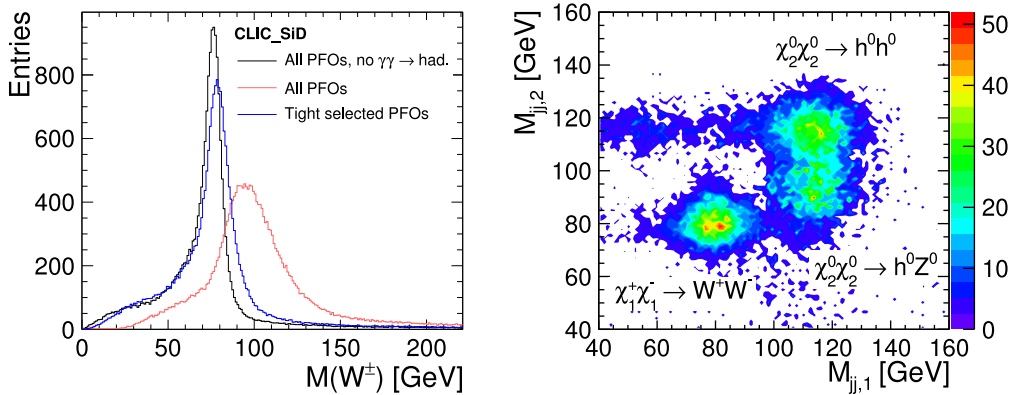 Entries
800
600
400
200
0
CLIC_SiD
All PFOs, no γγ → had.
All PFOs
Tight selected PFOs
0 50 100 150 200
M(W±) [GeV]
M_jj,2 [GeV]
160
140
120
100
80
60
40
χ⁰₂χ⁰₂ → h⁰h⁰
χ⁰₂χ⁰₂ → h⁰Z⁰
χ⁺₁χ⁻₁ → W⁺W⁻
40 60 80 100 120 140 160
M_jj,1 [GeV]
50
40
30
20
10
0